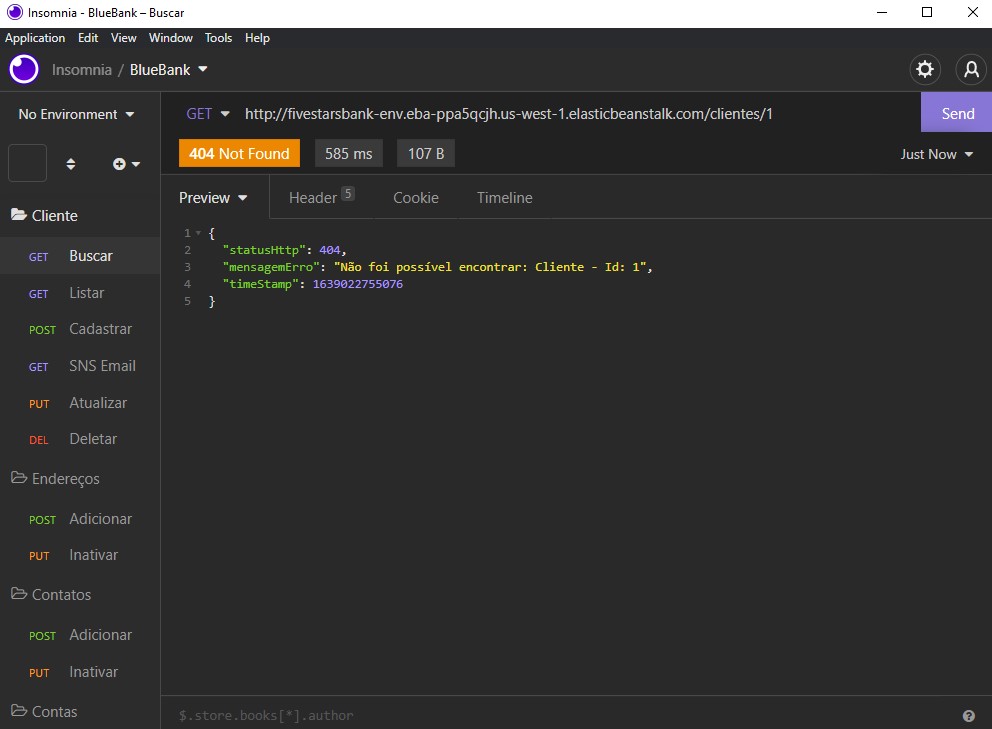 Insomnia - BlueBank – Buscar
Application Edit View Window Tools Help
Insomnia / BlueBank
No Environment
GET http://fivestarsbank-env.eba-ppa5qcjh.us-west-1.elasticbeanstalk.com/clientes/1 Send
404 Not Found 585 ms 107 B Just Now
Preview Header 5 Cookie Timeline
Cliente
GET Buscar
GET Listar
POST Cadastrar
GET SNS Email
PUT Atualizar
DEL Deletar
Endereços
POST Adicionar
PUT Inativar
Contatos
POST Adicionar
PUT Inativar
Contas
1 {
2 "statusHttp": 404,
3 "mensagemErro": "Não foi possível encontrar: Cliente - Id: 1",
4 "timeStamp": 1639022755076
5 }
$.store.books[*].author ?